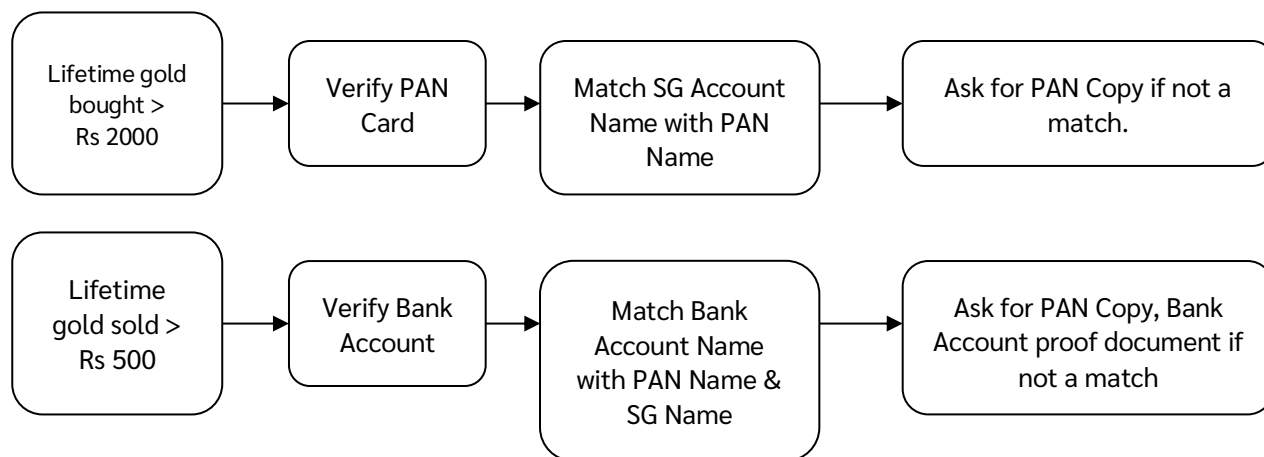 Lifetime gold
bought >
Rs 2000
Verify PAN
Card
Match SG Account
Name with PAN
Name
Ask for PAN Copy if not a
match.
Lifetime
gold sold >
Rs 500
Verify Bank
Account
Match Bank
Account Name
with PAN Name &
SG Name
Ask for PAN Copy, Bank
Account proof document if
not a match